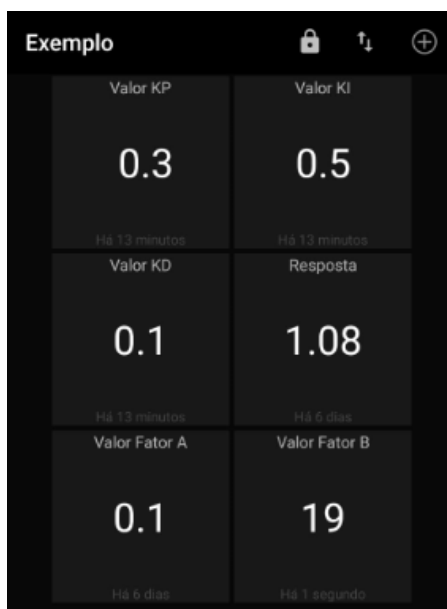 Exemplo
Valor KP
Valor KI
0.3
0.5
Há 13 minutos
Há 13 minutos
Valor KD
Resposta
0.1
1.08
Há 13 minutos
Há 6 dias
Valor Fator A
Valor Fator B
0.1
19
Há 6 dias
Há 1 segundo